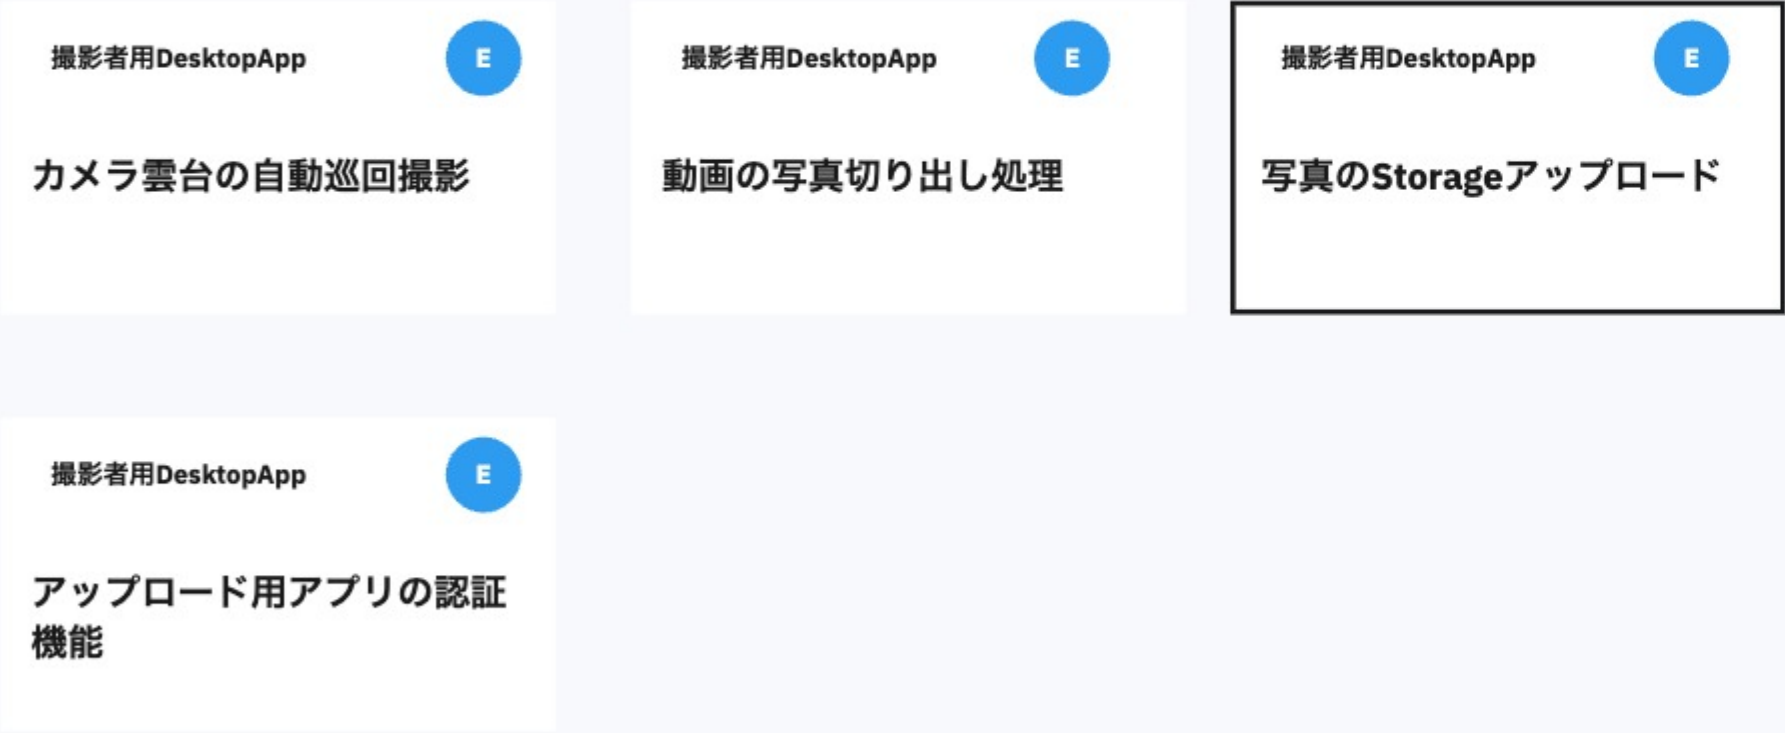 撮影者用DesktopApp
E
カメラ雲台の自動巡回撮影
撮影者用DesktopApp
E
動画の写真切り出し処理
撮影者用DesktopApp
E
写真のStorageアップロード
撮影者用DesktopApp
E
アップロード用アプリの認証
機能